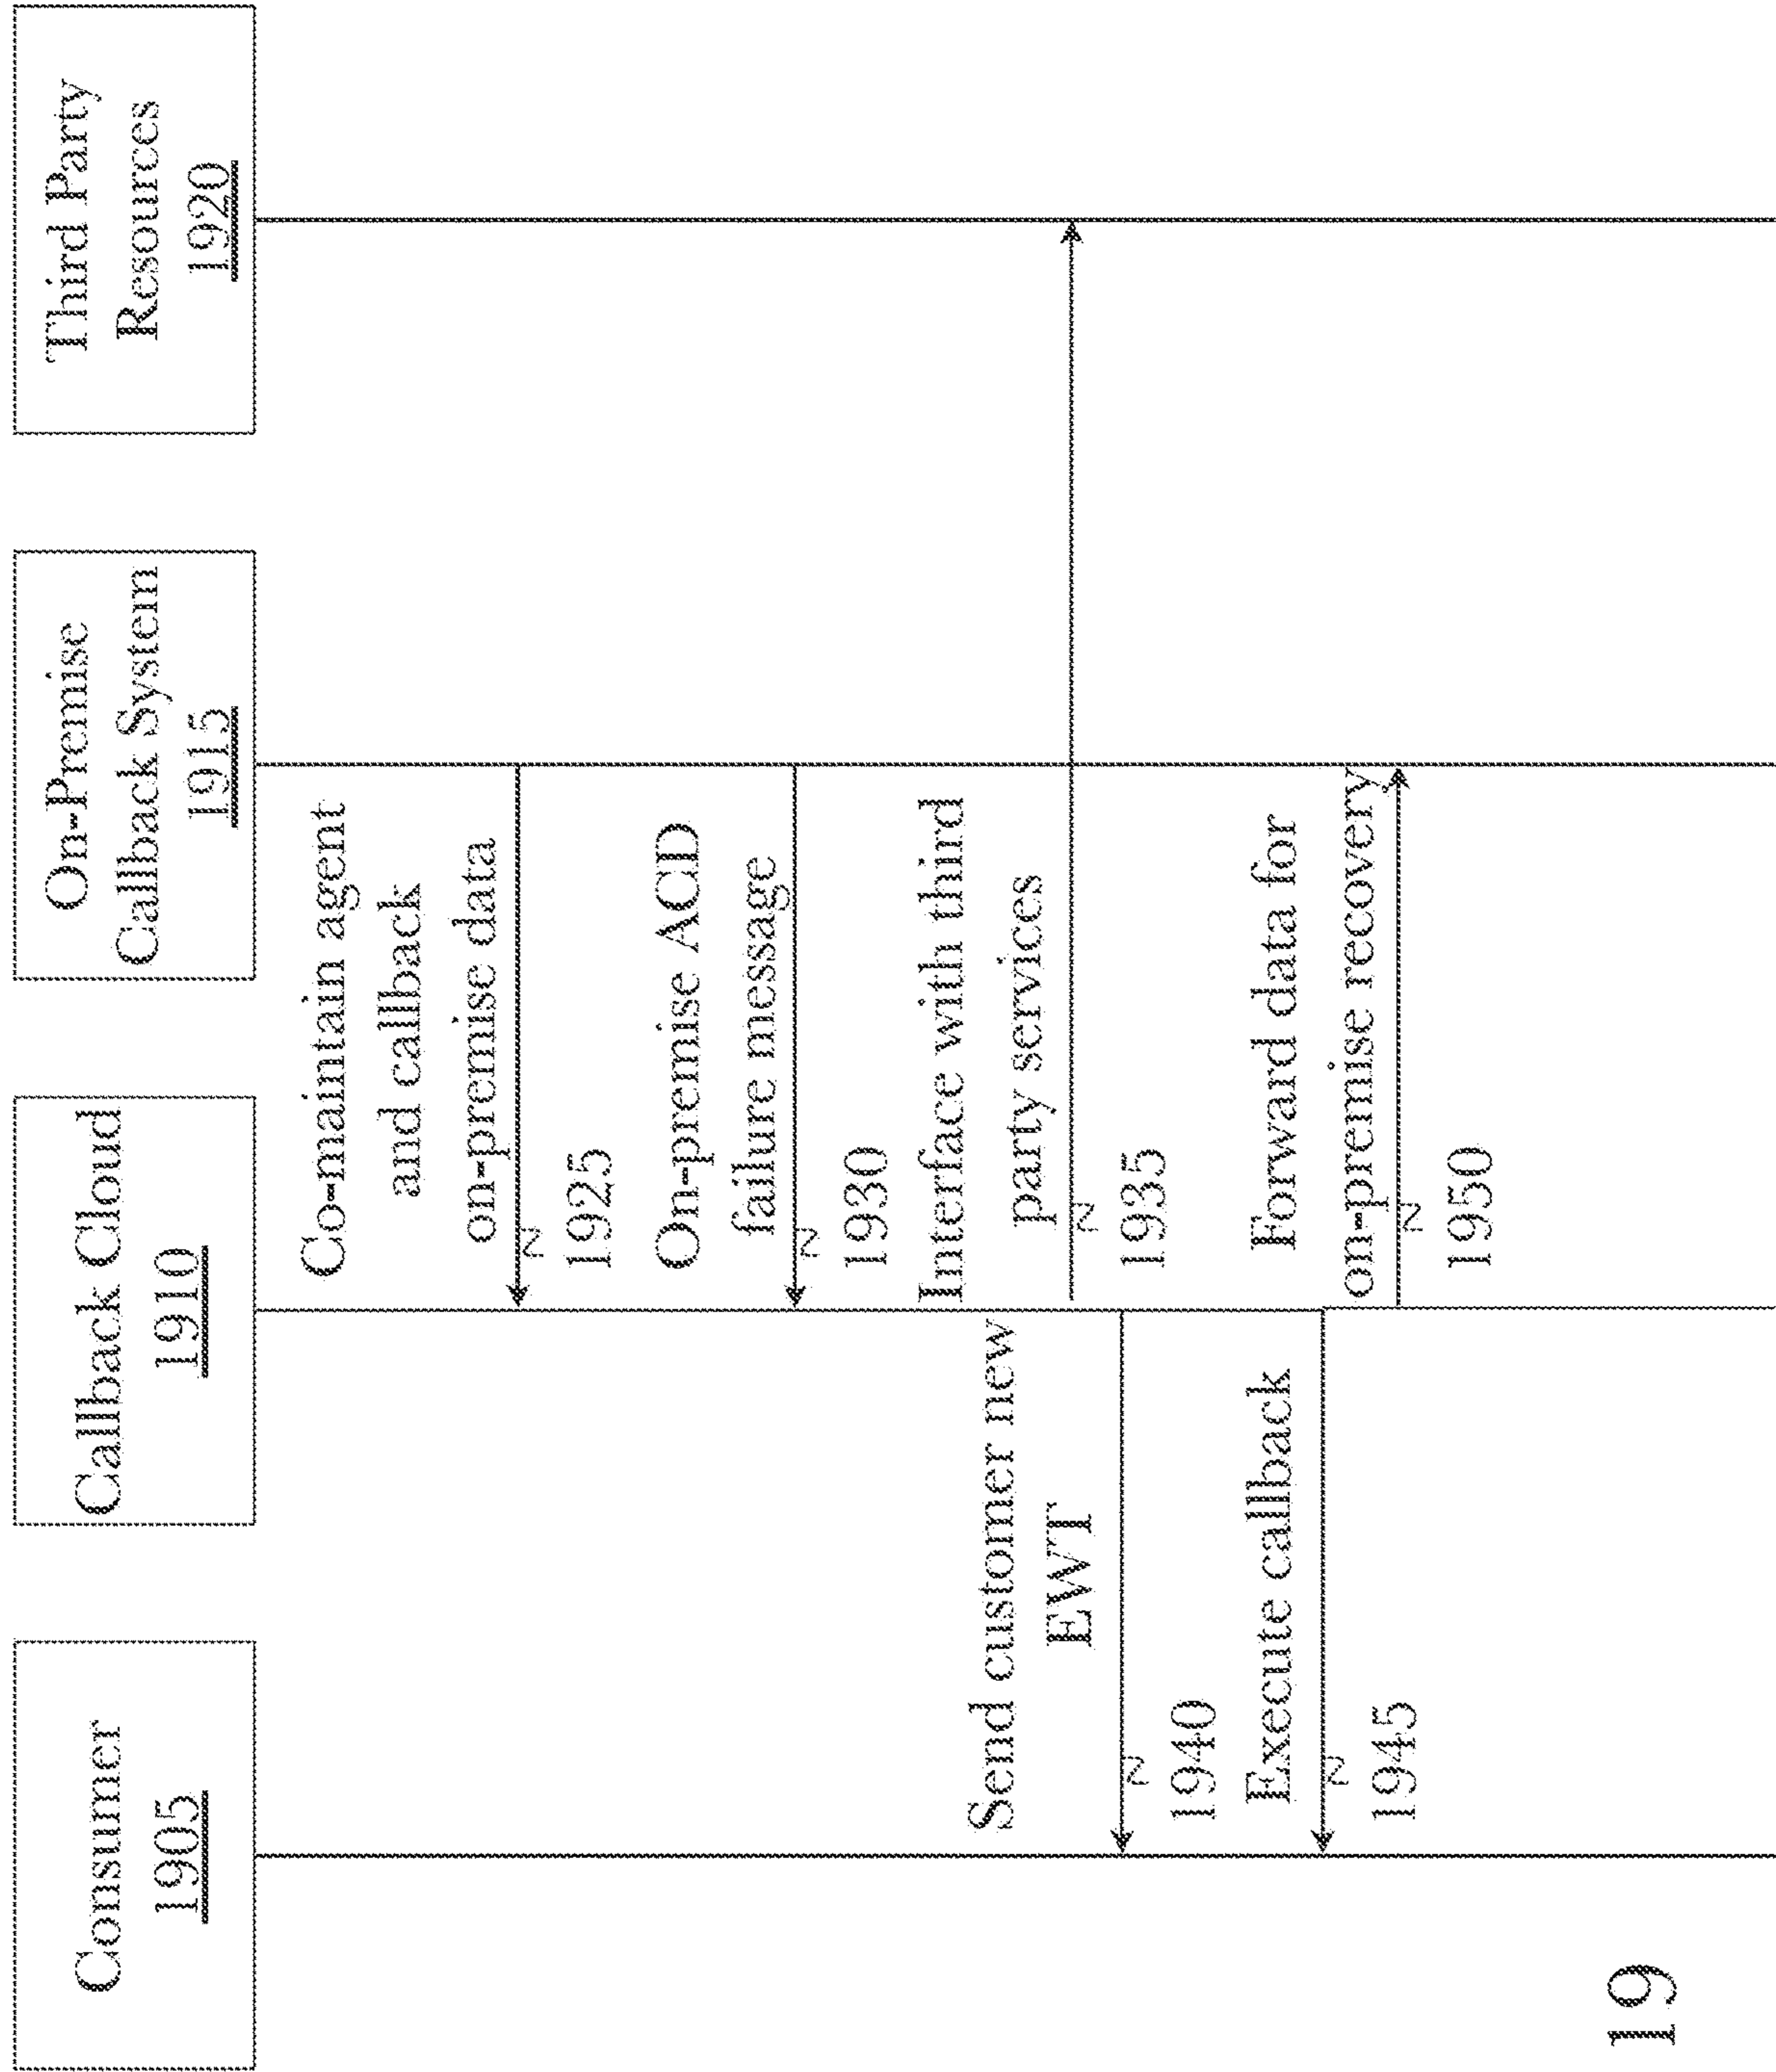 Consumer
1905
Callback Cloud
1910
On-Premise
Callback System
1915
Third Party
Resources
1920
Co-maintain agent
and callback
on-premise data
1925
On-premise ACD
failure message
1930
Interface with third
party services
1935
Send customer new
EWT
1940
Execute callback
1945
Forward data for
on-premise recovery
1950
19